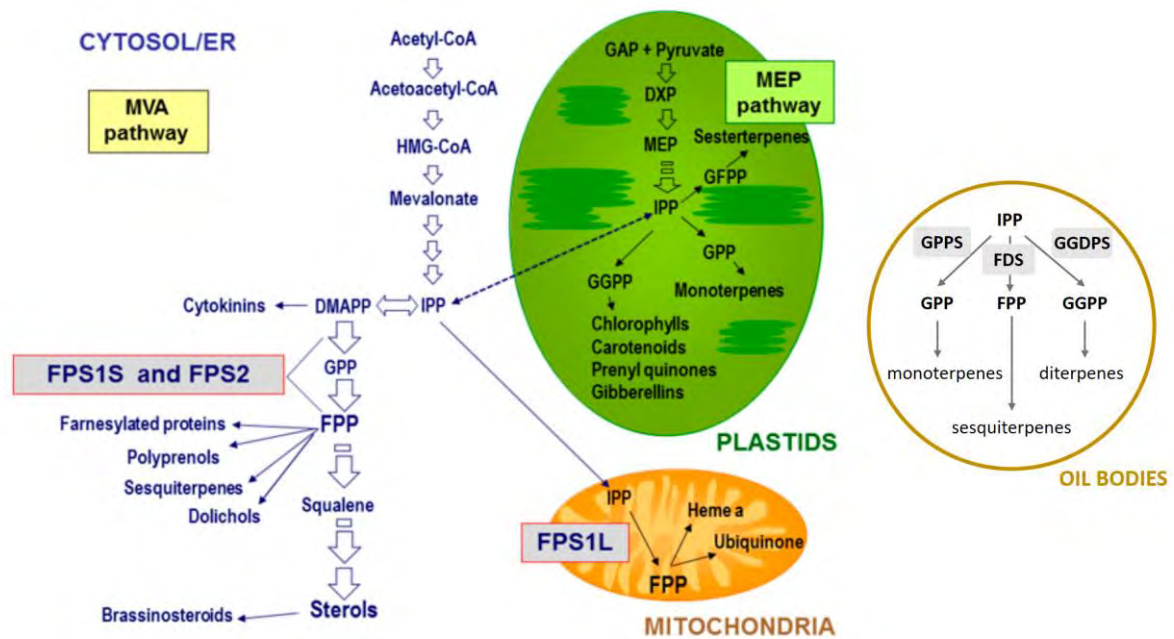 CYTOSOL/ER
MVA
pathway
Acetyl-CoA
Acetoacetyl-CoA
HMG-CoA
Mevalonate
Cytokinins
DMAPP
IPP
FPS1S and FPS2
GPP
FPP
Farnesylated proteins
Polyprenols
Sesquiterpenes
Dolichols
Squalene
Brassinosteroids
Sterols
GAP + Pyruvate
MEP
pathway
DXP
MEP
Sesterterpenes
GFPP
IPP
GPP
GGPP
Monoterpenes
Chlorophylls
Carotenoids
Prenyl quinones
Gibberellins
PLASTIDS
IPP
Heme a
FPS1L
Ubiquinone
FPP
MITOCHONDRIA
IPP
GPPS
FDS
GGDPS
GPP
FPP
GGPP
monoterpenes
diterpenes
sesquiterpenes
OIL BODIES